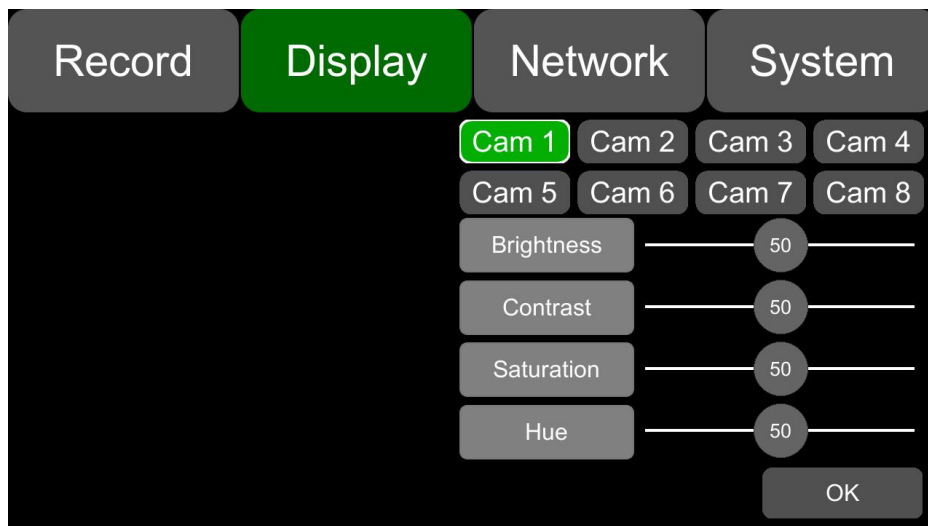 Record Display Network System
Cam 1 Cam 2 Cam 3 Cam 4
Cam 5 Cam 6 Cam 7 Cam 8
Brightness 50
Contrast 50
Saturation 50
Hue 50
OK